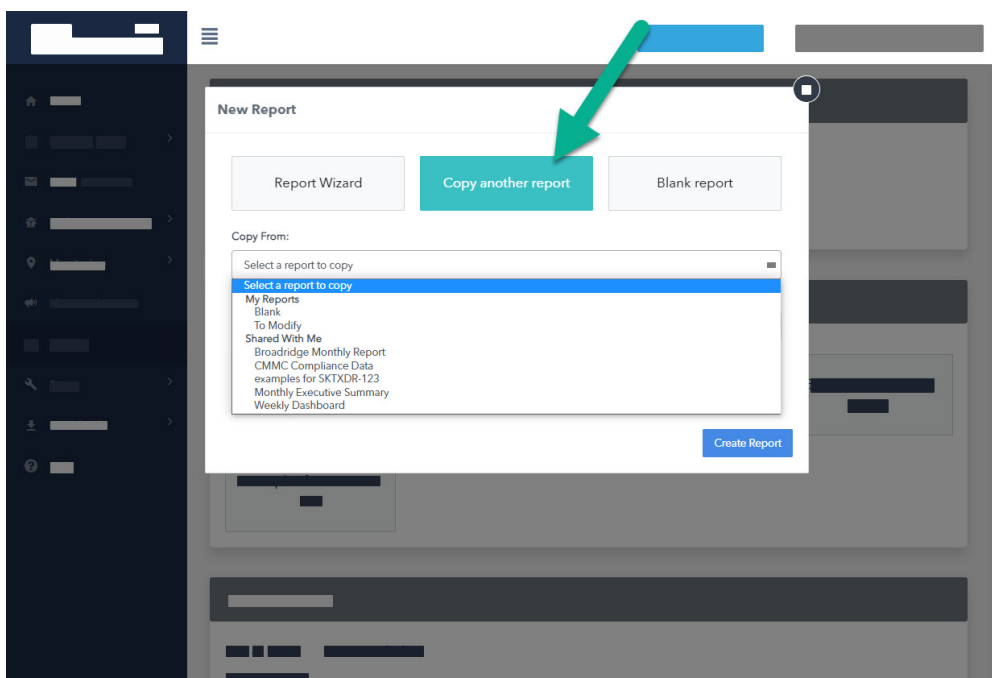 New Report
Report Wizard
Copy another report
Blank report
Copy From:
Select a report to copy
Select a report to copy
My Reports
Blank
To Modify
Shared With Me
Broadridge Monthly Report
CMMC Compliance Data
examples for SKTXDR-123
Monthly Executive Summary
Weekly Dashboard
Create Report